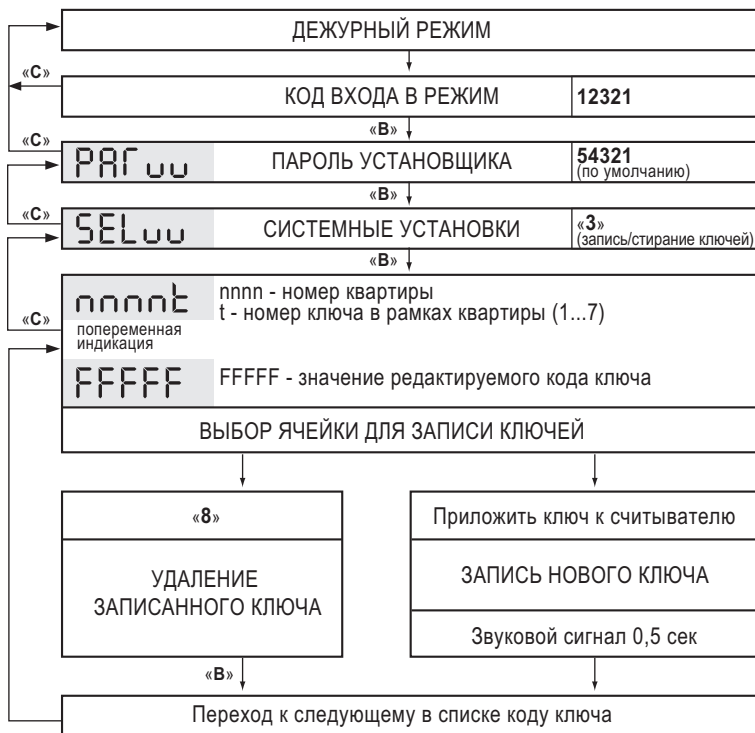 ДЕЖУРНЫЙ РЕЖИМ
«С»
КОД ВХОДА В РЕЖИМ 12321
«В»
«С»
PAГuu ПАРОЛЬ УСТАНОВЩИКА 54321
(по умолчанию)
«В»
«С»
SELuu СИСТЕМНЫЕ УСТАНОВКИ «3»
(запись/стирание ключей)
«В»
nnnnt nnnn - номер квартиры
t - номер ключа в рамках квартиры (1...7)
«С»
попеременная
индикация
FFFFF FFFFF - значение редактируемого кода ключа
ВЫБОР ЯЧЕЙКИ ДЛЯ ЗАПИСИ КЛЮЧЕЙ
«8»
УДАЛЕНИЕ
ЗАПИСАННОГО КЛЮЧА
«В»
Приложить ключ к считывателю
ЗАПИСЬ НОВОГО КЛЮЧА
Звуковой сигнал 0,5 сек
Переход к следующему в списке коду ключа